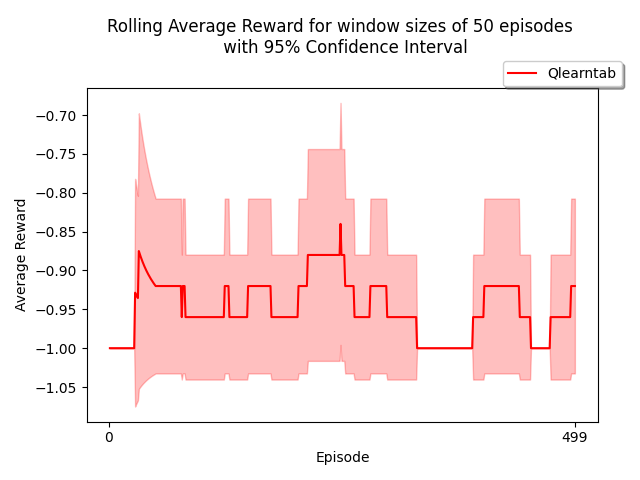 Rolling Average Reward for window sizes of 50 episodes
with 95% Confidence Interval
Qlearntab
−0.70
−0.75
−0.80
−0.85
−0.90
−0.95
−1.00
−1.05
Average Reward
0
499
Episode